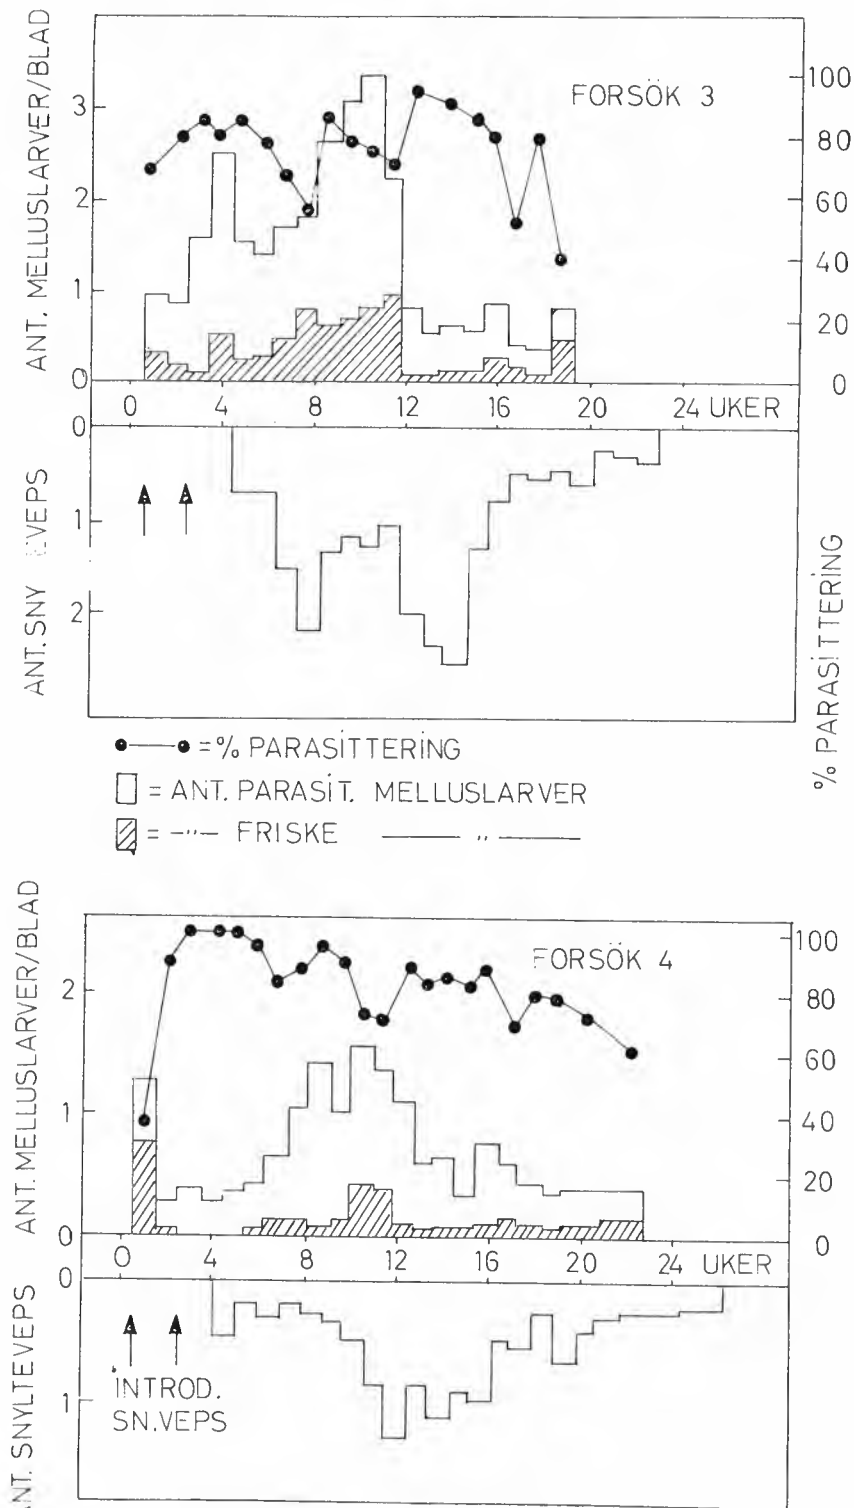 ANT. MELLUSLARVER/BLAD
FORSÖK 3
3
2
1
0
100
80
60
40
20
0
0 4 8 12 16 20 24 UKER
ANT. SNY EVEPS
0
1
2
% PARASITTERING
= % PARASITTERING
= ANT. PARASIT. MELLUSLARVER
= -"- FRISKE —— " ——
ANT. MELLUSLARVER/BLAD
FORSÖK 4
2
1
0
100
80
60
40
20
0
0 4 8 12 16 20 24 UKER
ANT. SNYLTEVEPS
0
1
INTROD.
SN.VEPS